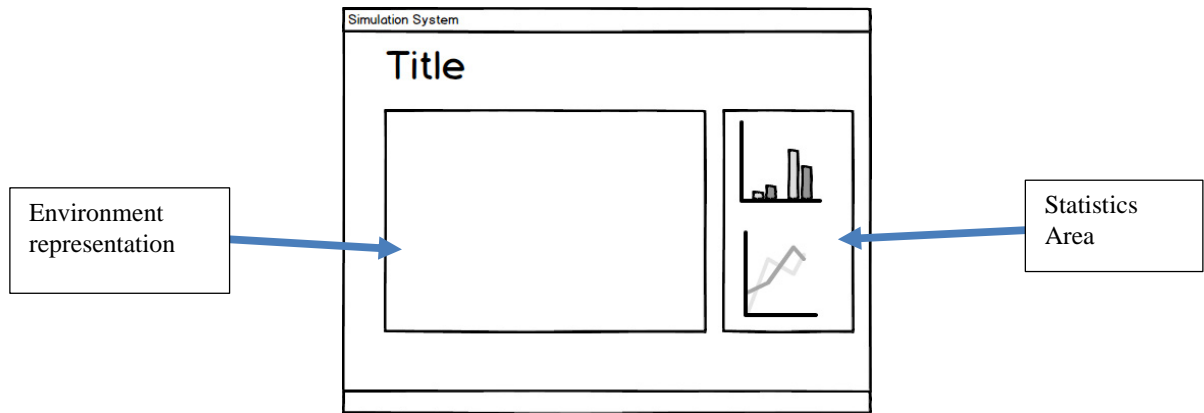 Simulation System
Title
Environment
representation
Statistics
Area